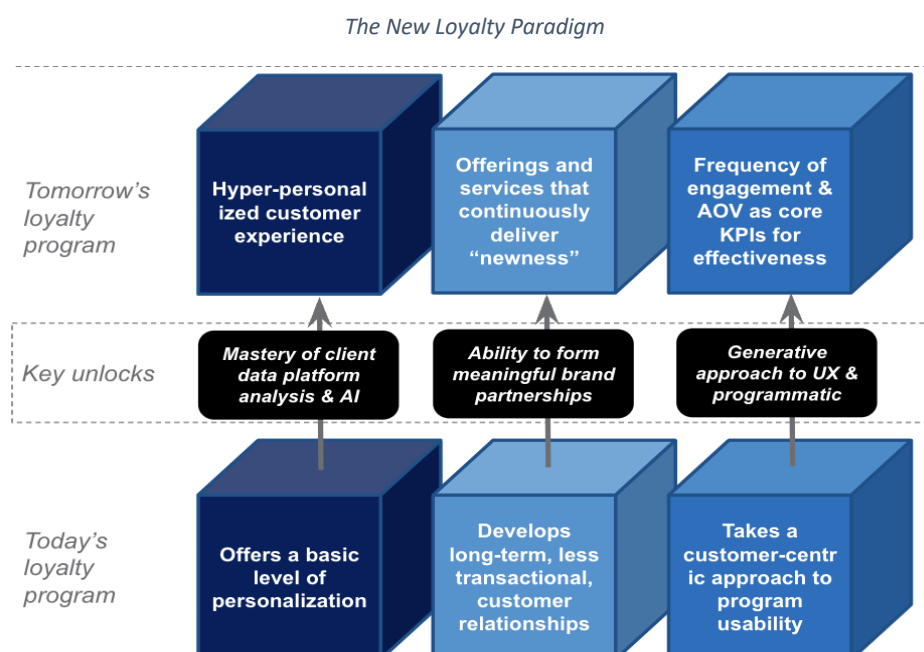 The New Loyalty Paradigm
Tomorrow's
loyalty
program
Hyper-personal
ized customer
experience
Offerings and
services that
continuously
deliver
“newness”
Frequency of
engagement &
AOV as core
KPIs for
effectiveness
Key unlocks
Mastery of client
data platform
analysis & AI
Ability to form
meaningful brand
partnerships
Generative
approach to UX &
programmatic
Today's
loyalty
program
Offers a basic
level of
personalization
Develops
long-term, less
transactional,
customer
relationships
Takes a
customer-centr
ic approach to
program
usability